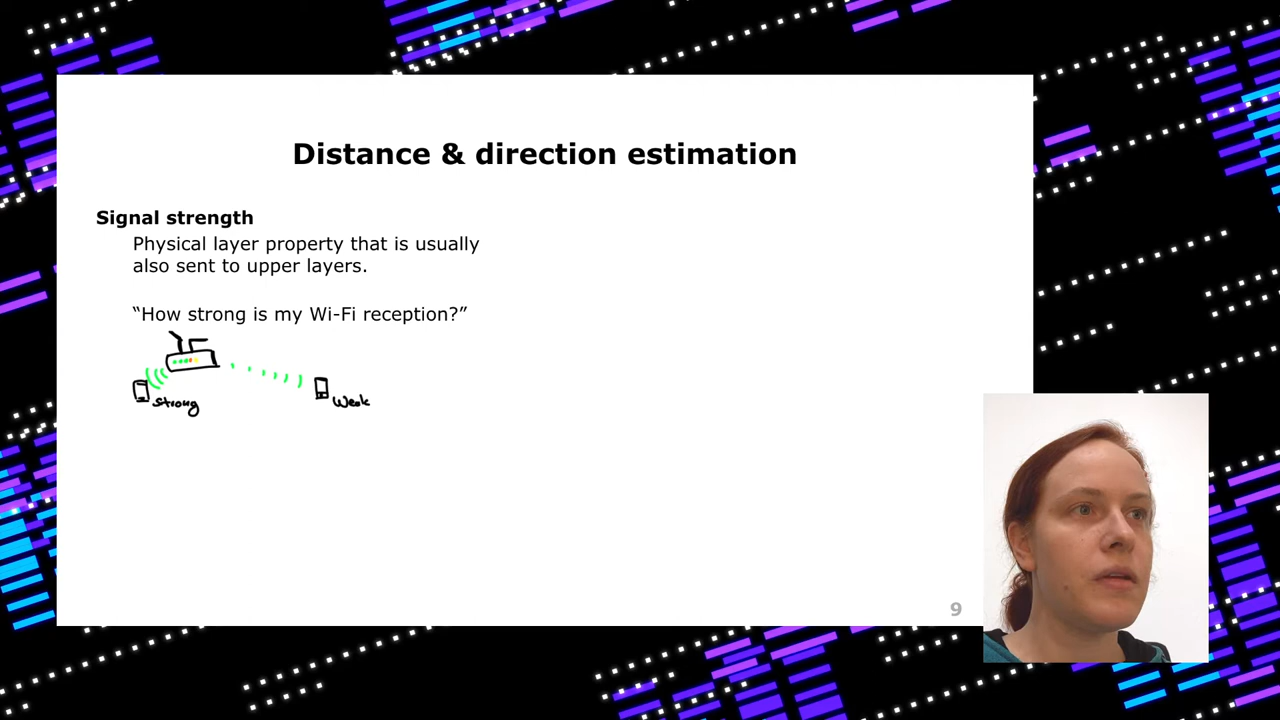 Distance & direction estimation
Signal strength
Physical layer property that is usually
also sent to upper layers.
“How strong is my Wi-Fi reception?”
Strong
Weak
9